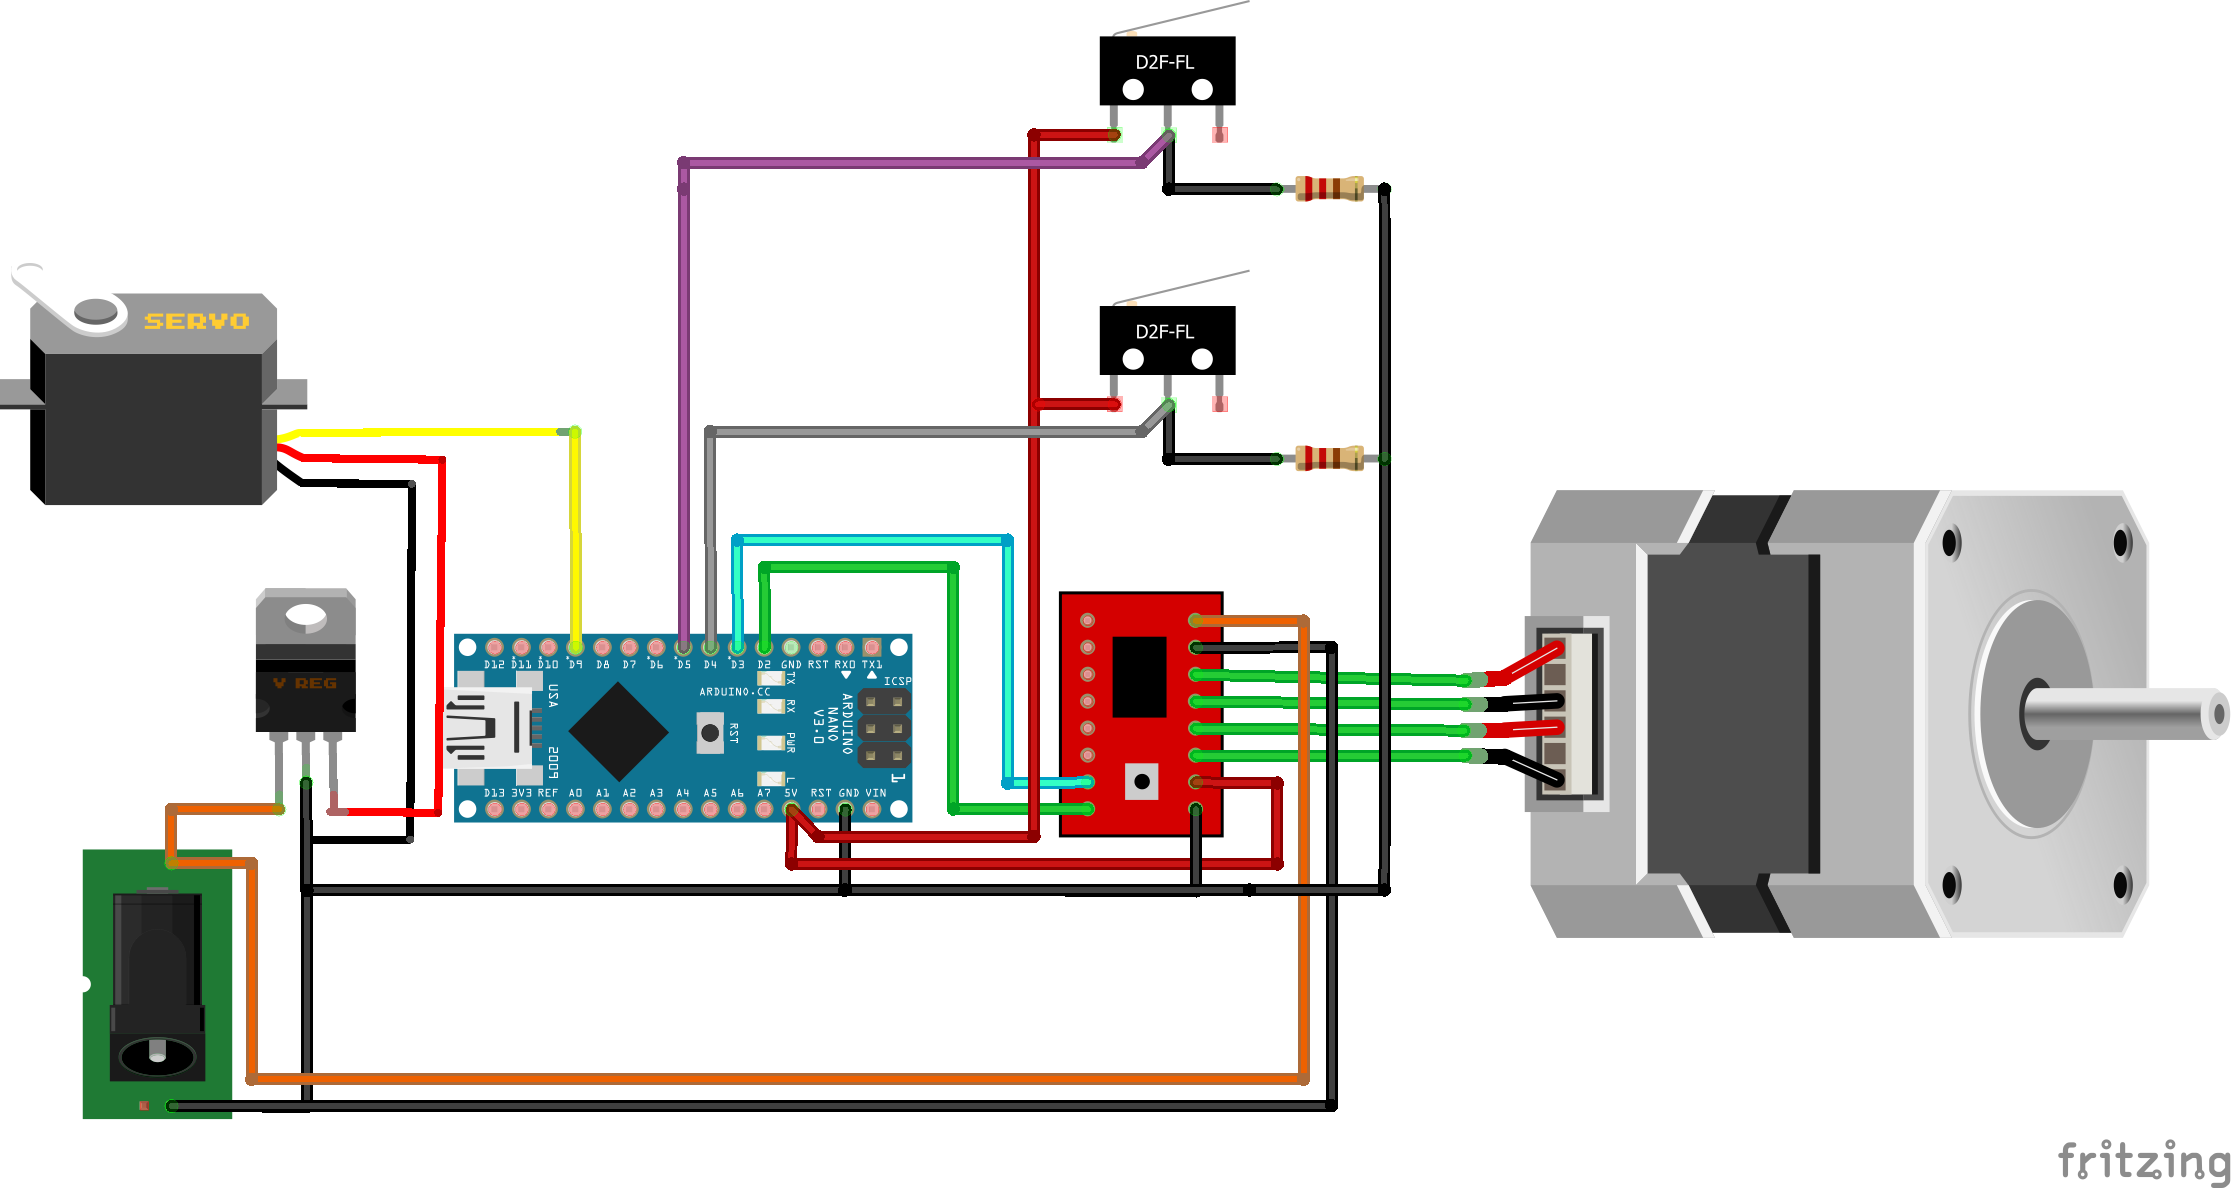 D2F-FL
D2F-FL
SERVO
V REG
D12 D11 D10 D9 D8 D7 D6 D5 D4 D3 D2 GND RST RX0 TX1
TX
RX
PWR
L
ICSP
1
ARDUINO.CC
RST
ARDUINO
NANO
V3.0
USA
2009
D13 3V3 REF A0 A1 A2 A3 A4 A5 A6 A7 5V RST GND VIN
fritzing